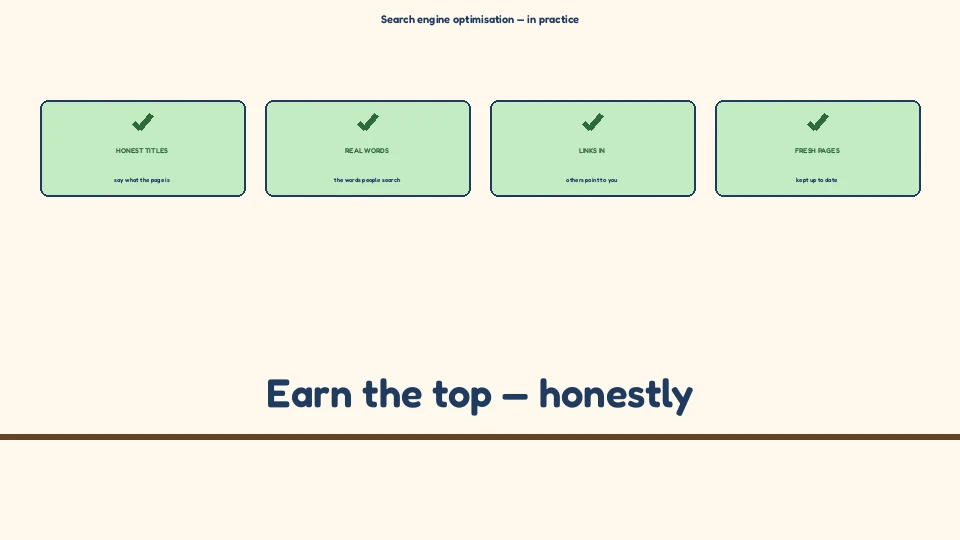 Search engine optimisation — in practice
HONEST TITLES
say what the page is
REAL WORDS
the words people search
LINKS IN
others point to you
FRESH PAGES
kept up to date
Earn the top — honestly